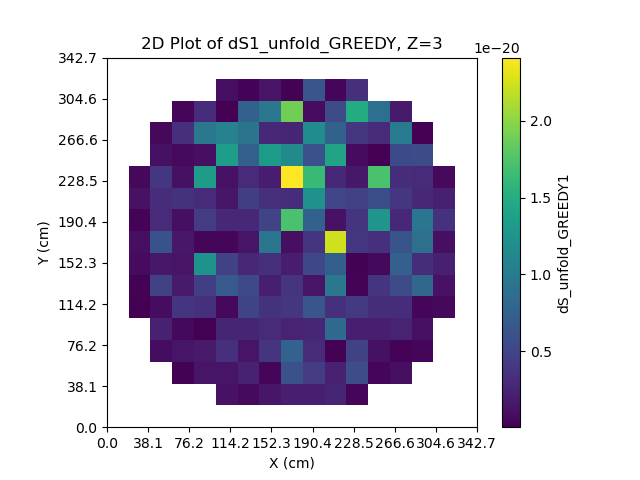 2D Plot of dS1_unfold_GREEDY, Z=3
1e−20
342.7
304.6
266.6
228.5
190.4
152.3
114.2
76.2
38.1
0.0
Y (cm)
0.0 38.1 76.2 114.2 152.3 190.4 228.5 266.6 304.6 342.7
X (cm)
2.0
1.5
1.0
0.5
dS_unfold_GREEDY1